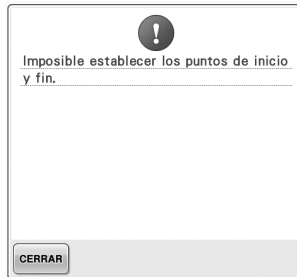 Imposible establecer los puntos de inicio
y fin.
CERRAR